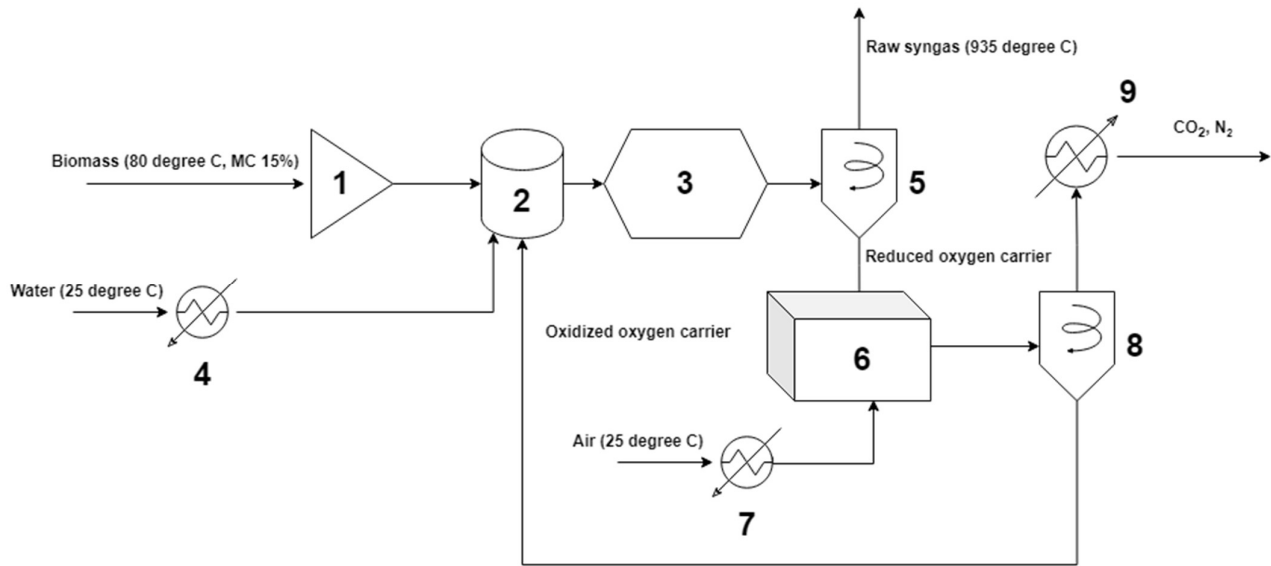 Raw syngas (935 degree C)
9
CO₂, N₂
Biomass (80 degree C, MC 15%)
1
2
3
5
Reduced oxygen carrier
Water (25 degree C)
4
Oxidized oxygen carrier
6
8
Air (25 degree C)
7